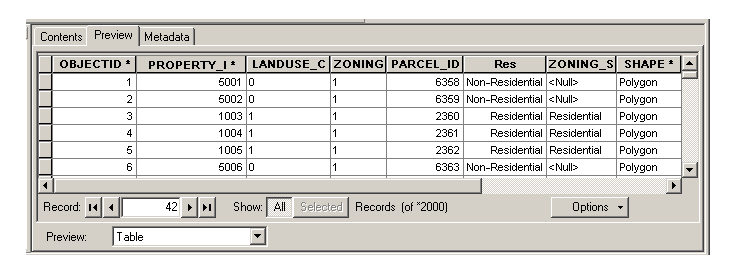 Contents Preview Metadata
OBJECTID * PROPERTY_I * LANDUSE_C ZONING PARCEL_ID Res ZONING_S SHAPE *
1 5001 0 1 6358 Non-Residential <Null> Polygon
2 5002 0 1 6359 Non-Residential <Null> Polygon
3 1003 1 1 2360 Residential Residential Polygon
4 1004 1 1 2361 Residential Residential Polygon
5 1005 1 1 2362 Residential Residential Polygon
6 5006 0 1 6363 Non-Residential <Null> Polygon
Record: 42 Show: All Selected Records (of *2000) Options
Preview: Table